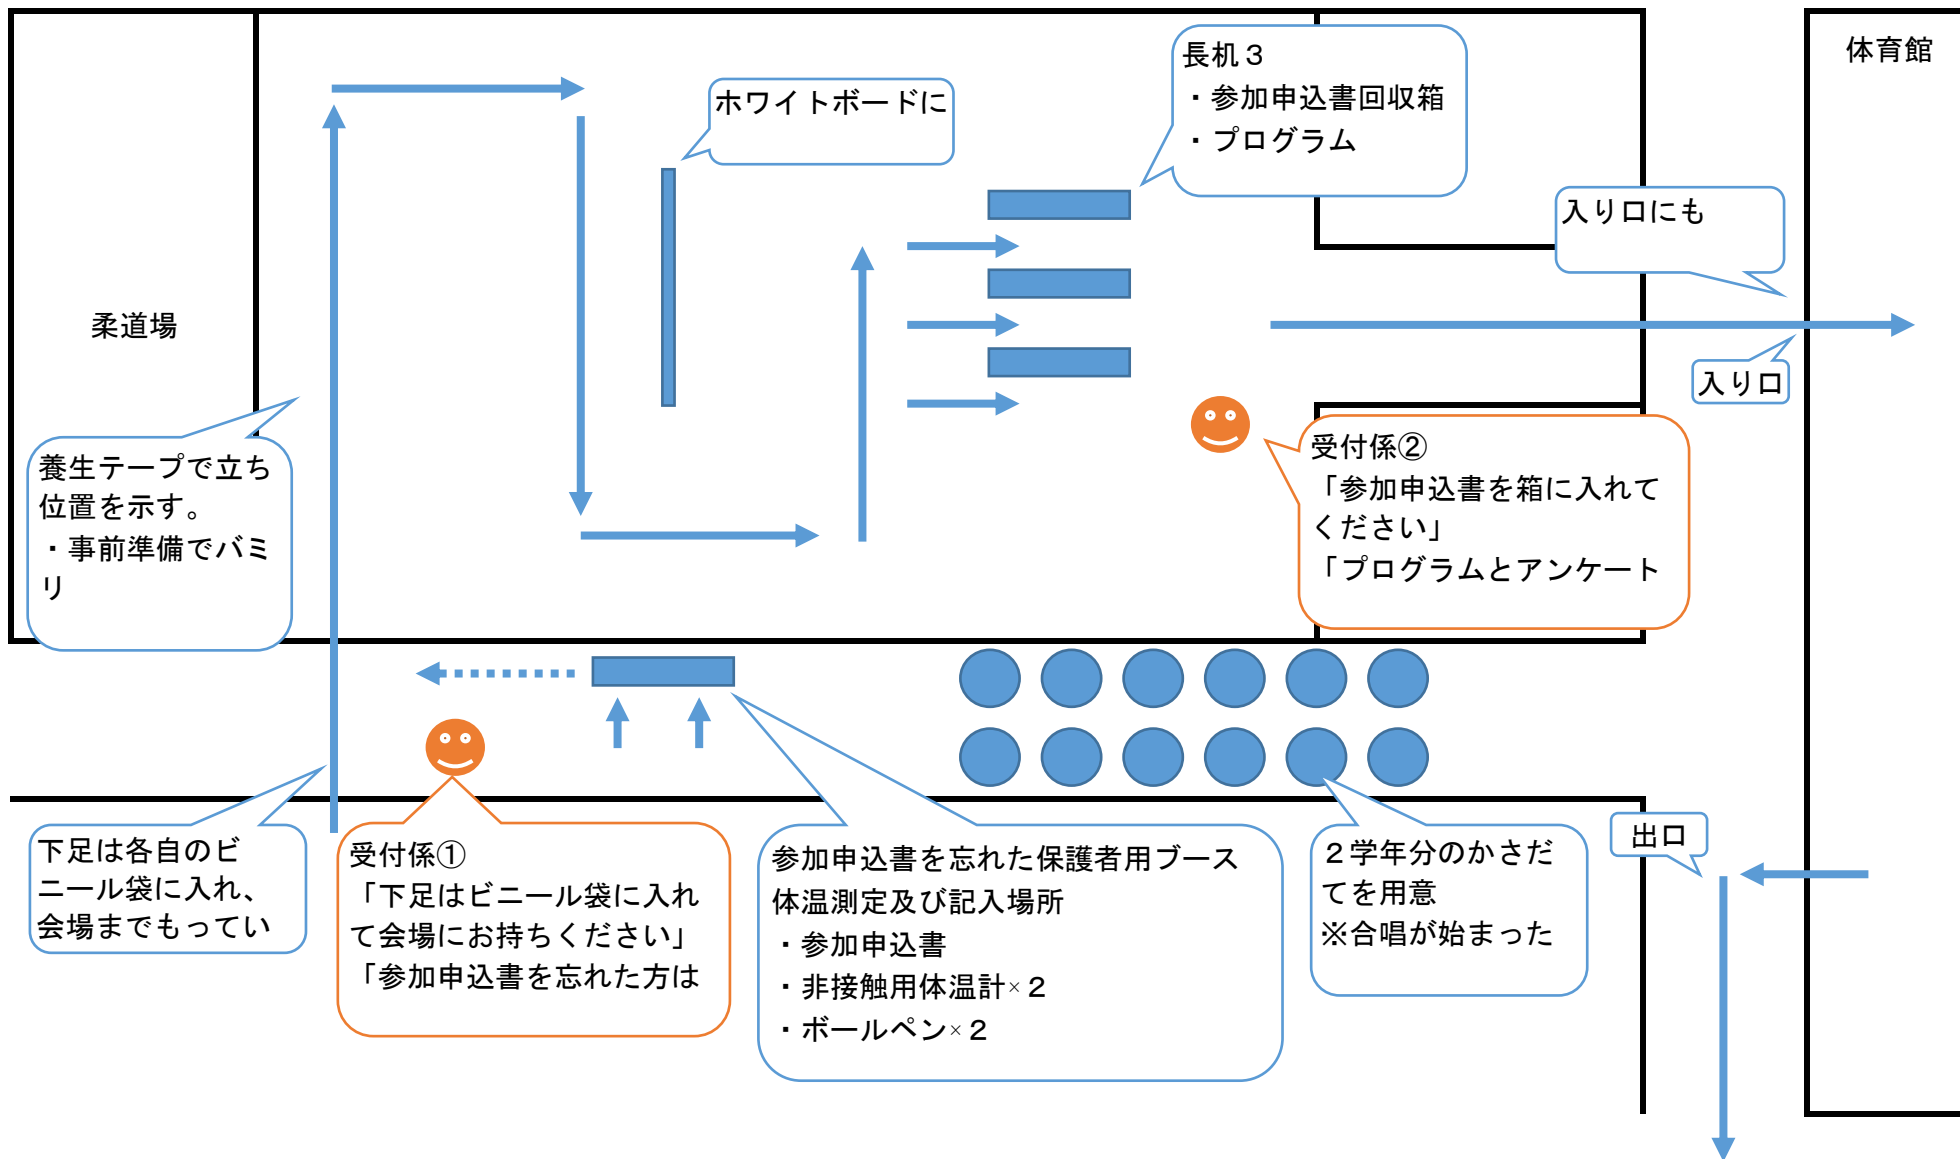 体育館
長机３
・参加申込書回収箱
・プログラム
ホワイトボードに
入り口にも
柔道場
入り口
養生テープで立ち
位置を示す。
・事前準備でバミ
リ
受付係②
「参加申込書を箱に入れて
ください」
「プログラムとアンケート
下足は各自のビ
ニール袋に入れ、
会場までもってい
受付係①
「下足はビニール袋に入れ
て会場にお持ちください」
「参加申込書を忘れた方は
参加申込書を忘れた保護者用ブース
体温測定及び記入場所
・参加申込書
・非接触用体温計×２
・ボールペン×２
２学年分のかさだ
てを用意
※合唱が始まった
出口